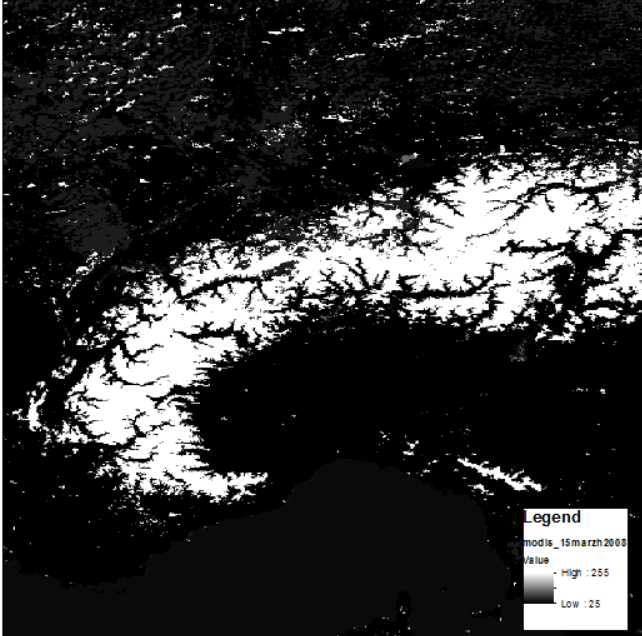 Legend
modis_15marzh2008
Value
High : 255
Low : 25